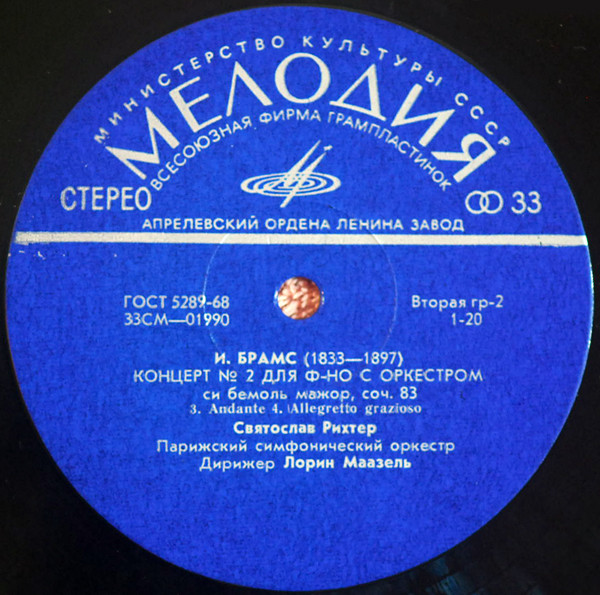 МИНИСТЕРСТВО КУЛЬТУРЫ СССР
МЕЛОДИЯ
ВСЕСОЮЗНАЯ ФИРМА ГРАМПЛАСТИНОК
СТЕРЕО 33
АПРЕЛЕВСКИЙ ОРДЕНА ЛЕНИНА ЗАВОД
ГОСТ 5289-68 Вторая гр-2
33СМ—01990 1-20
И. БРАМС (1833—1897)
КОНЦЕРТ № 2 ДЛЯ Ф-НО С ОРКЕСТРОМ
си бемоль мажор, соч. 83
3. Andante 4. Allegretto grazioso
Святослав Рихтер
Парижский симфонический оркестр
Дирижер Лорин Маазель